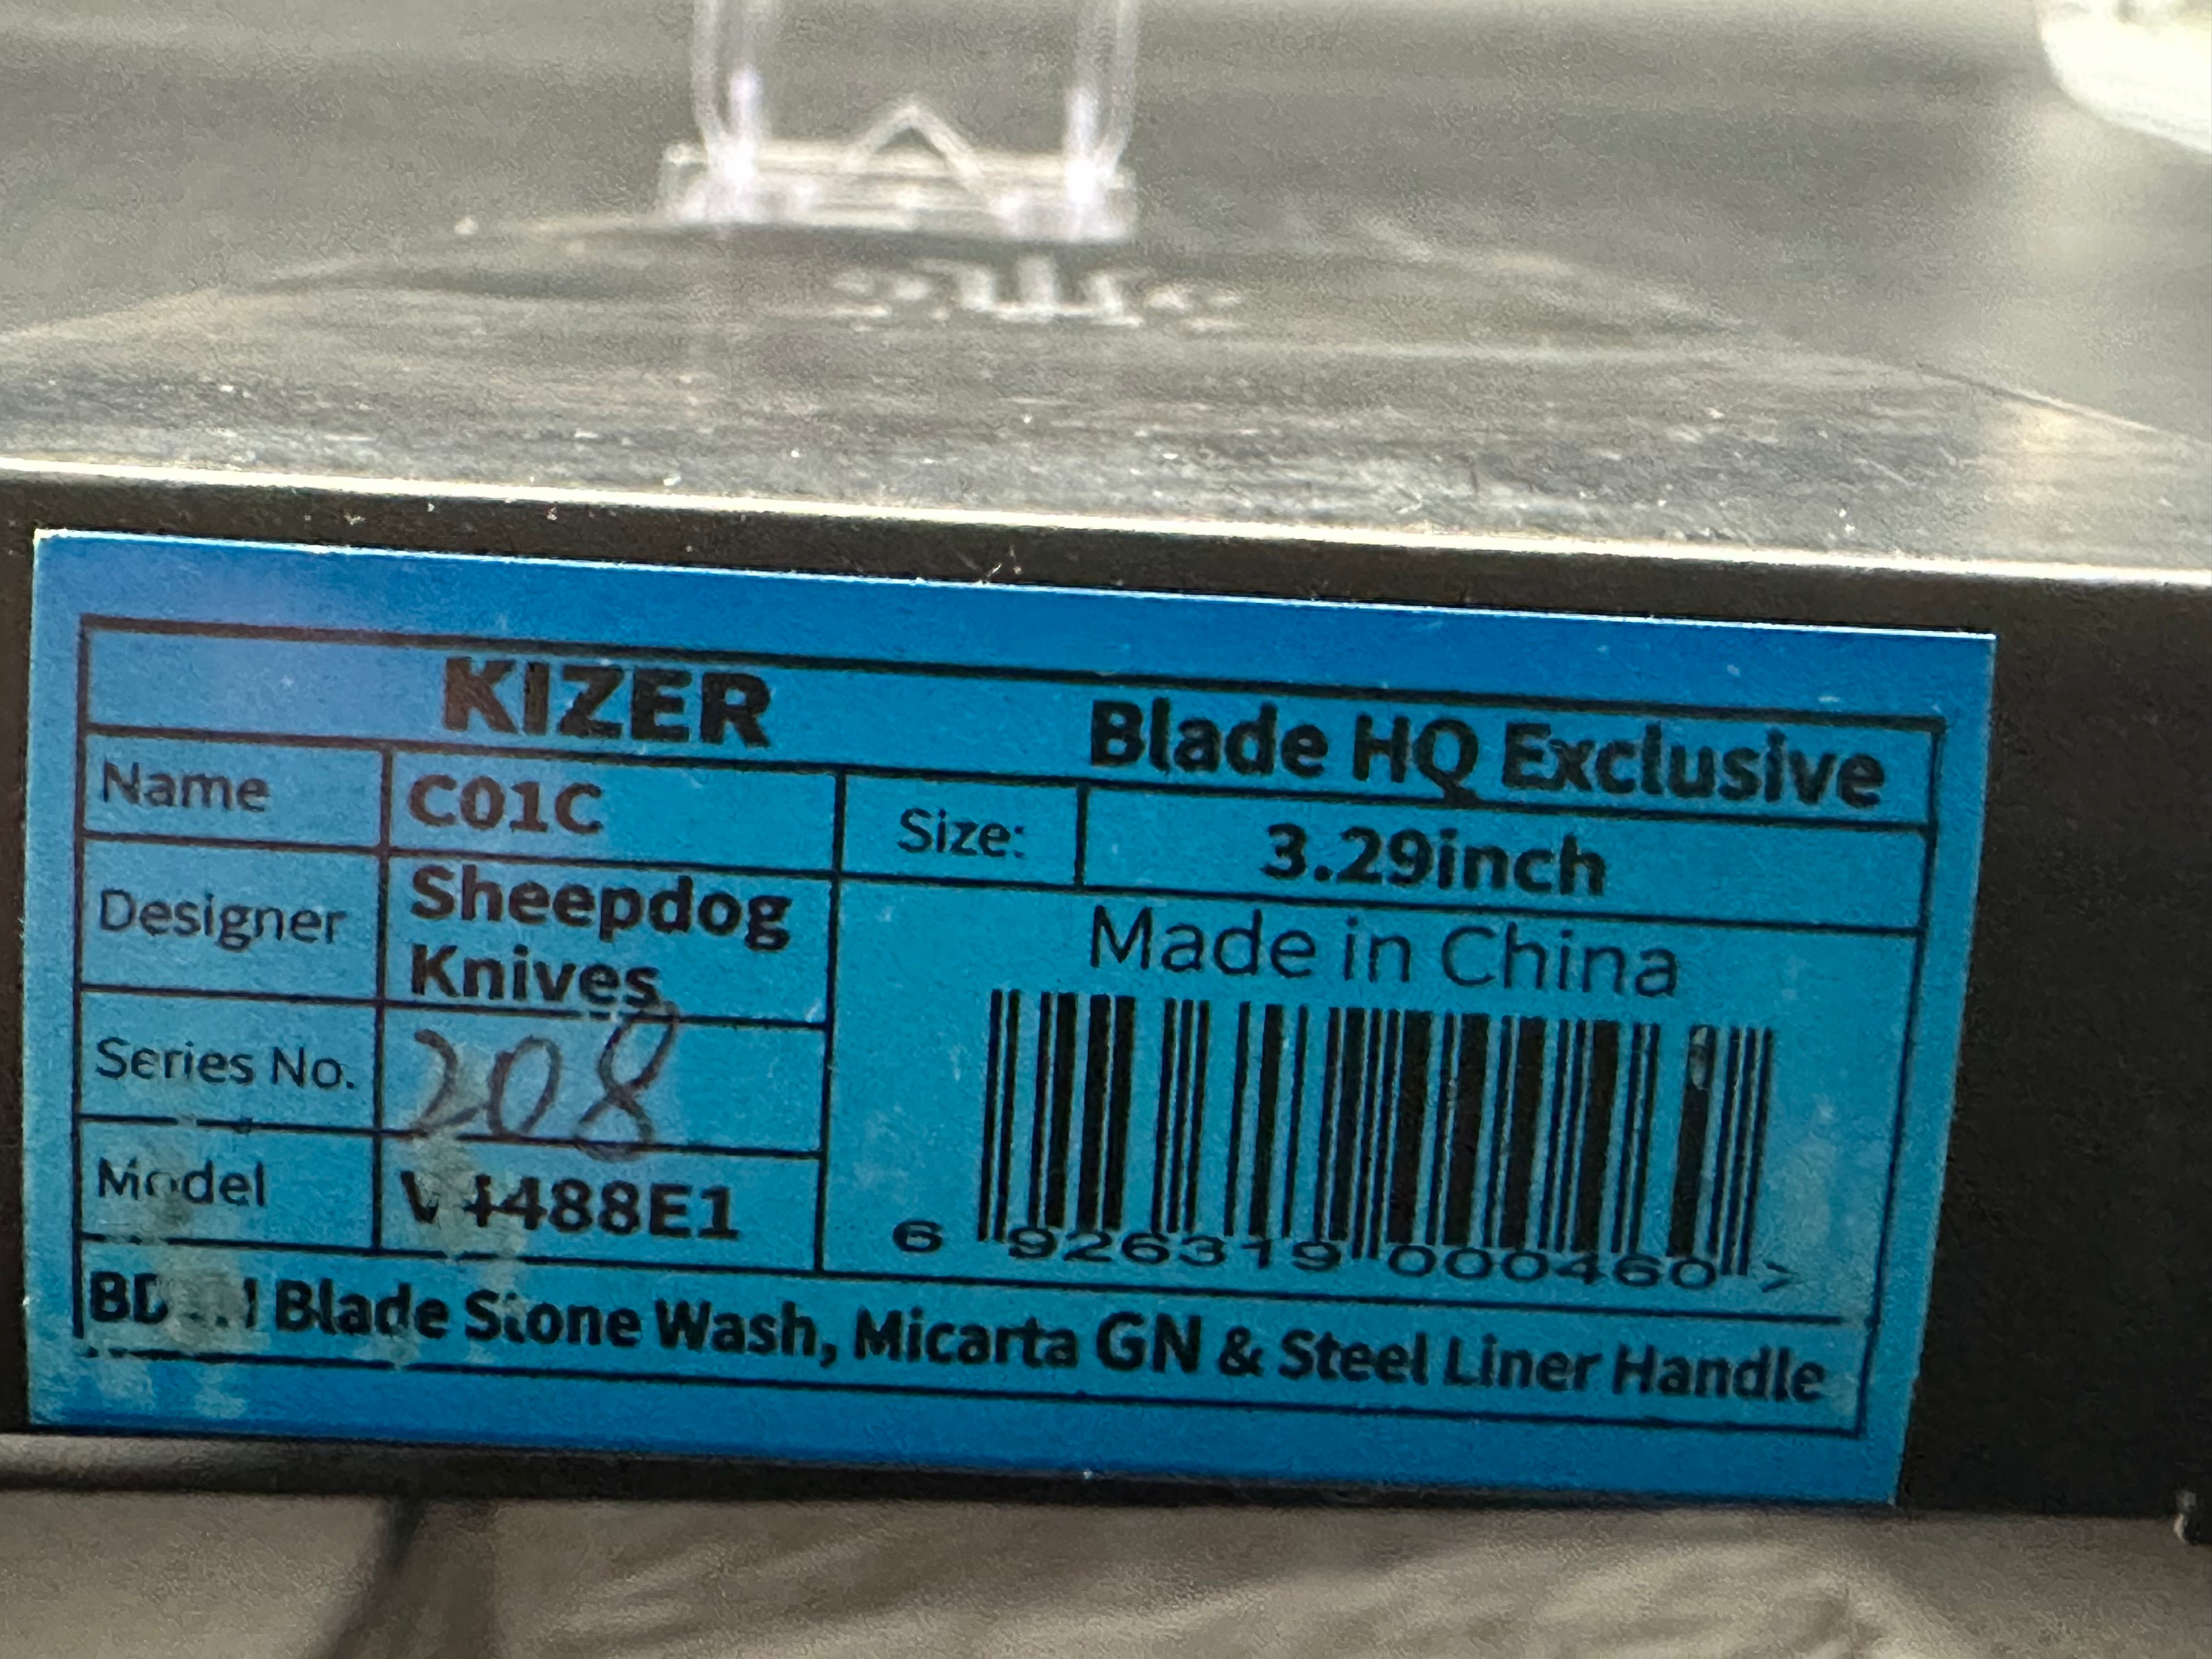 KIZER Blade HQ Exclusive
Name C01C Size: 3.29inch
Designer Sheepdog
Knives
Made in China
Series No. 208
Model
6 926319 000460 >
Blade Stone Wash, Micarta GN & Steel Liner Handle